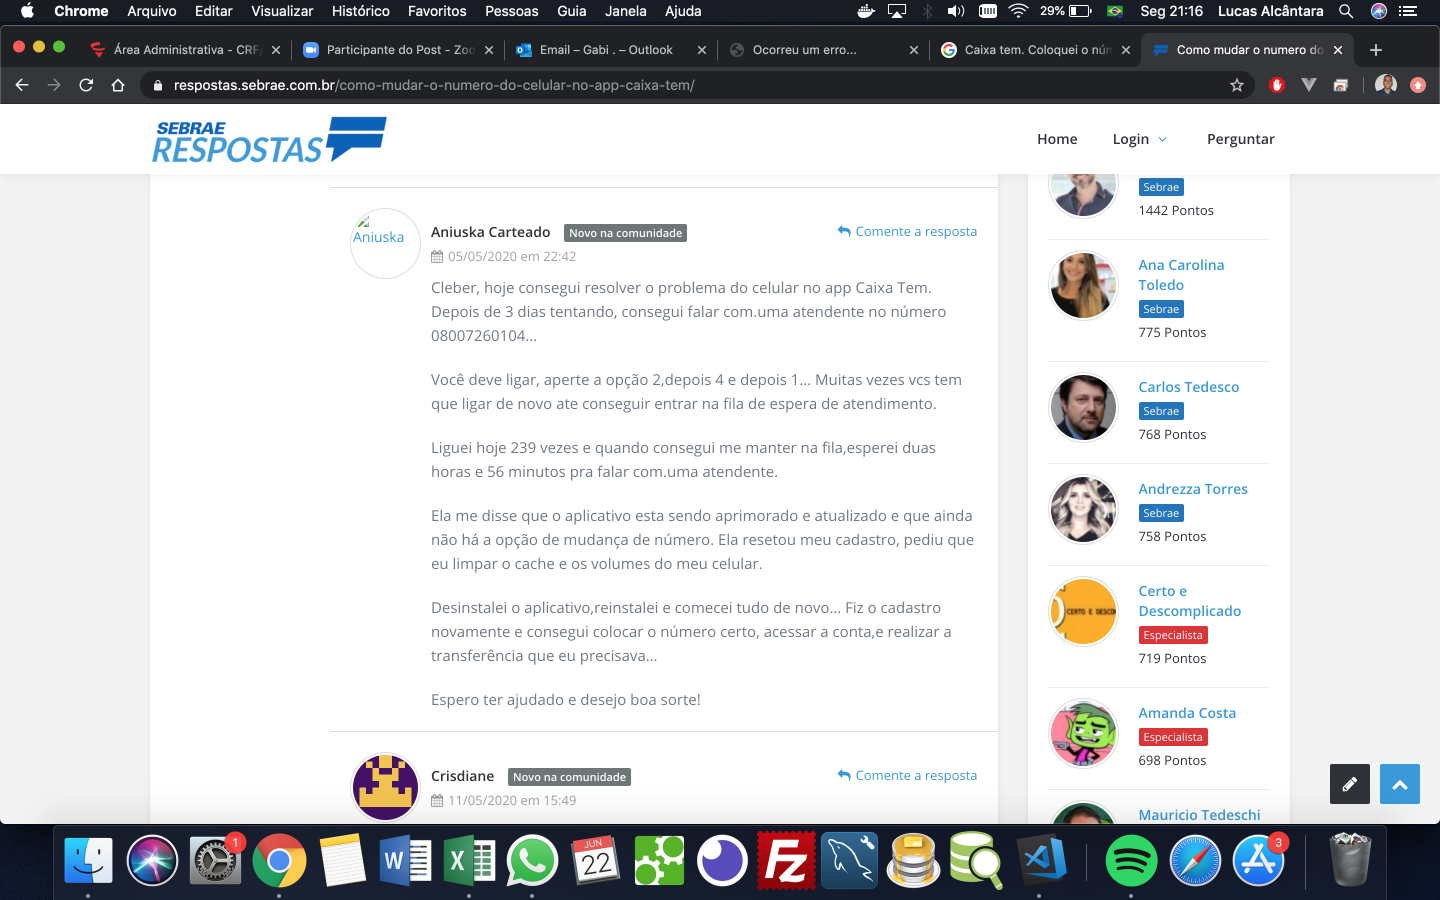 Chrome Arquivo Editar Visualizar Histórico Favoritos Pessoas Guia Janela Ajuda 29% Seg 21:16 Lucas Alcântara
Área Administrativa - CRF/
Participante do Post - Zoo
Email – Gabi . – Outlook
Ocorreu um erro...
Caixa tem. Coloquei o nún
Como mudar o numero do
respostas.sebrae.com.br/como-mudar-o-numero-do-celular-no-app-caixa-tem/
SEBRAE
RESPOSTAS
Home Login Perguntar
Aniuska
Aniuska Carteado Novo na comunidade
Comente a resposta
05/05/2020 em 22:42
Cleber, hoje consegui resolver o problema do celular no app Caixa Tem.
Depois de 3 dias tentando, consegui falar com.uma atendente no número
08007260104...
Você deve ligar, aperte a opção 2,depois 4 e depois 1... Muitas vezes vcs tem
que ligar de novo ate conseguir entrar na fila de espera de atendimento.
Liguei hoje 239 vezes e quando consegui me manter na fila,esperei duas
horas e 56 minutos pra falar com.uma atendente.
Ela me disse que o aplicativo esta sendo aprimorado e atualizado e que ainda
não há a opção de mudança de número. Ela resetou meu cadastro, pediu que
eu limpar o cache e os volumes do meu celular.
Desinstalei o aplicativo,reinstalei e comecei tudo de novo... Fiz o cadastro
novamente e consegui colocar o número certo, acessar a conta,e realizar a
transferência que eu precisava...
Espero ter ajudado e desejo boa sorte!
Crisdiane Novo na comunidade
Comente a resposta
11/05/2020 em 15:49
Sebrae
1442 Pontos
Ana Carolina
Toledo
Sebrae
775 Pontos
Carlos Tedesco
Sebrae
768 Pontos
Andrezza Torres
Sebrae
758 Pontos
CERTO E DESCOM
Certo e
Descomplicado
Especialista
719 Pontos
Amanda Costa
Especialista
698 Pontos
Mauricio Tedeschi
1
W
X
JUN
22
Fz
3